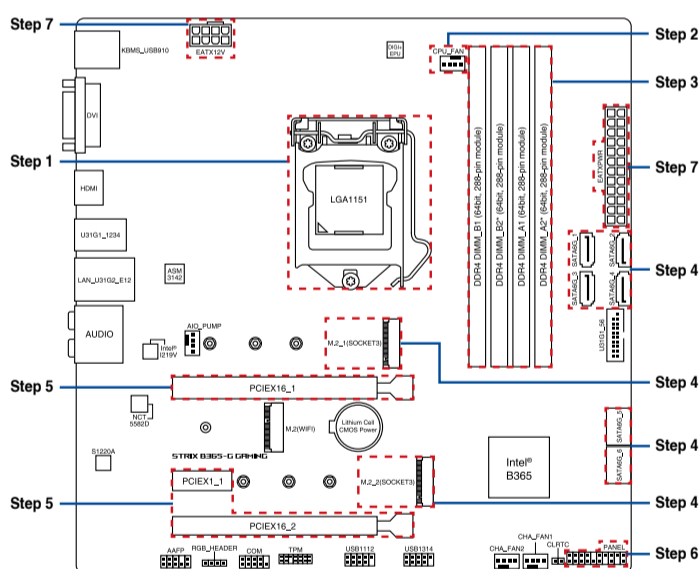 Step 7
KBMS_USB910
EATX12V
DIGI+
EPU
CPU_FAN
Step 2
Step 3
DVI
Step 1
LGA1151
DDR4 DIMM_B1 (64bit, 288-pin module)
DDR4 DIMM_B2* (64bit, 288-pin module)
DDR4 DIMM_A1 (64bit, 288-pin module)
DDR4 DIMM_A2* (64bit, 288-pin module)
EATXPWR
Step 7
HDMI
U31G1_1234
SATA6G_1
SATA6G_2
SATA6G_3
SATA6G_4
Step 4
LAN_U31G2_E12
ASM
3142
AUDIO
AIO_PUMP
Intel®
I219V
M.2_1(SOCKET3)
U31G1_56
Step 4
Step 5
PCIEX16_1
NCT
5582D
M.2(WIFI)
Lithium Cell
CMOS Power
SATA6G_5
SATA6G_6
Step 4
S1220A
STRIX B365-G GAMING
Intel®
B365
PCIEX1_1
M.2_2(SOCKET3)
Step 4
Step 5
PCIEX16_2
AAFP
RGB_HEADER
COM
TPM
USB1112
USB1314
CHA_FAN2
CHA_FAN1
CLRTC
PANEL
Step 6